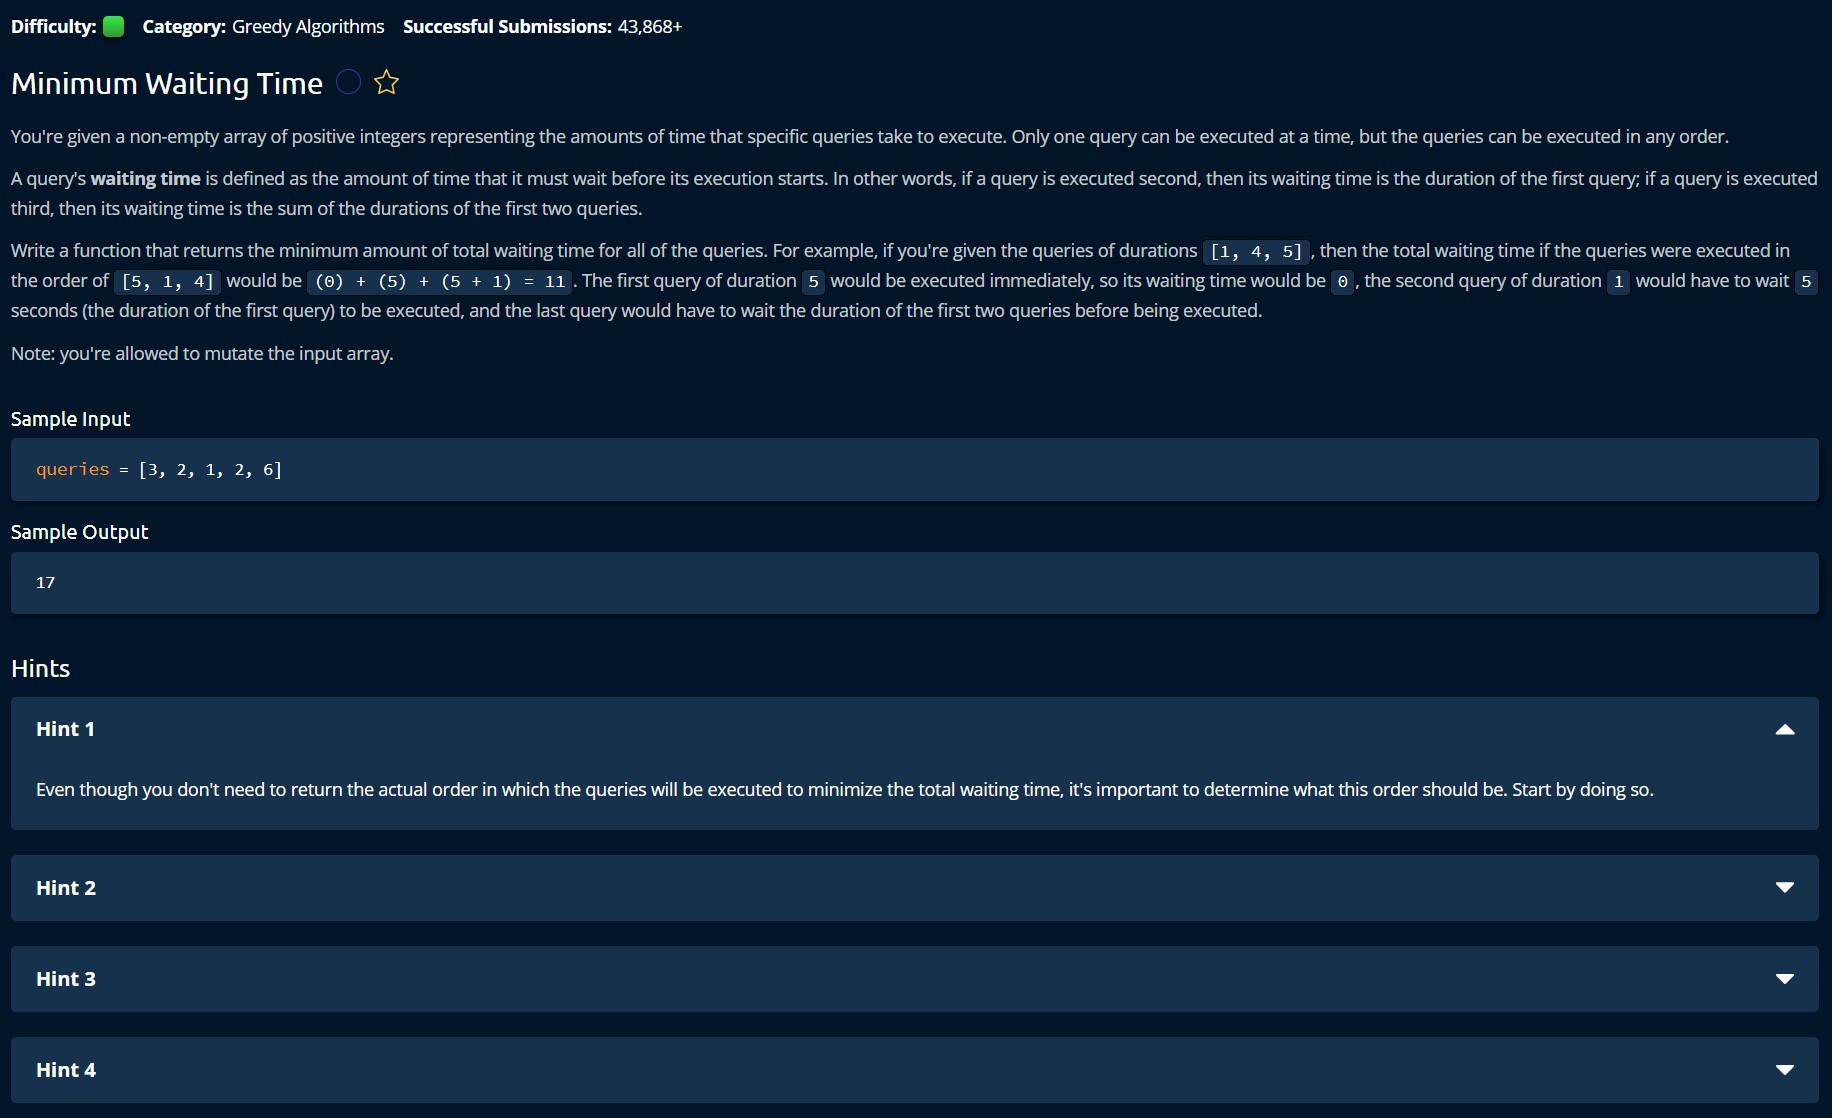 Difficulty: Category: Greedy Algorithms Successful Submissions: 43,868+
Minimum Waiting Time
You're given a non-empty array of positive integers representing the amounts of time that specific queries take to execute. Only one query can be executed at a time, but the queries can be executed in any order.
A query's waiting time is defined as the amount of time that it must wait before its execution starts. In other words, if a query is executed second, then its waiting time is the duration of the first query; if a query is executed
third, then its waiting time is the sum of the durations of the first two queries.
Write a function that returns the minimum amount of total waiting time for all of the queries. For example, if you're given the queries of durations [1, 4, 5] , then the total waiting time if the queries were executed in
the order of [5, 1, 4] would be (0) + (5) + (5 + 1) = 11 . The first query of duration 5 would be executed immediately, so its waiting time would be 0 , the second query of duration 1 would have to wait 5
seconds (the duration of the first query) to be executed, and the last query would have to wait the duration of the first two queries before being executed.
Note: you're allowed to mutate the input array.
Sample Input
queries = [3, 2, 1, 2, 6]
Sample Output
17
Hints
Hint 1
Even though you don't need to return the actual order in which the queries will be executed to minimize the total waiting time, it's important to determine what this order should be. Start by doing so.
Hint 2
Hint 3
Hint 4